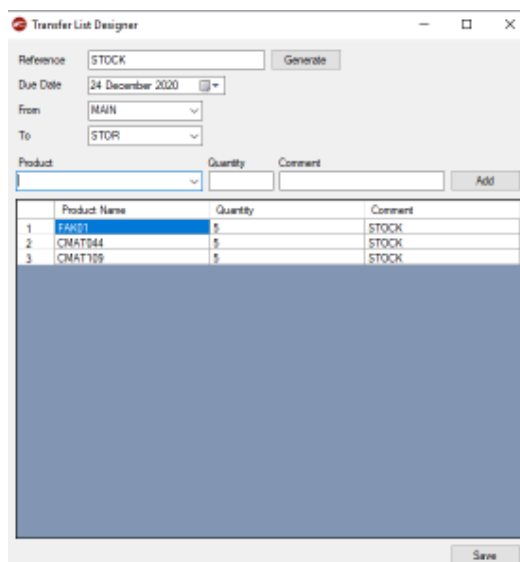 Transfer List Designer
Reference STOCK Generate
Due Date 24 December 2020
From MAIN
To STOR
Product Quantity Comment
Add
Product Name Quantity Comment
1 FAK01 5 STOCK
2 CMAT044 5 STOCK
3 CMAT109 5 STOCK
Save